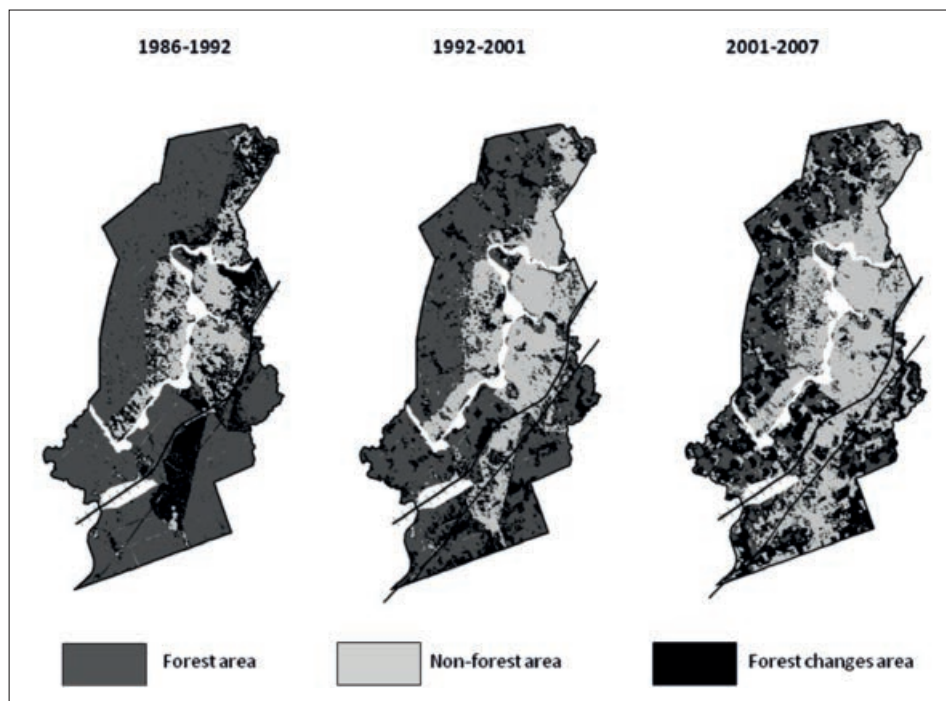 1986-1992
1992-2001
2001-2007
Forest area
Non-forest area
Forest changes area